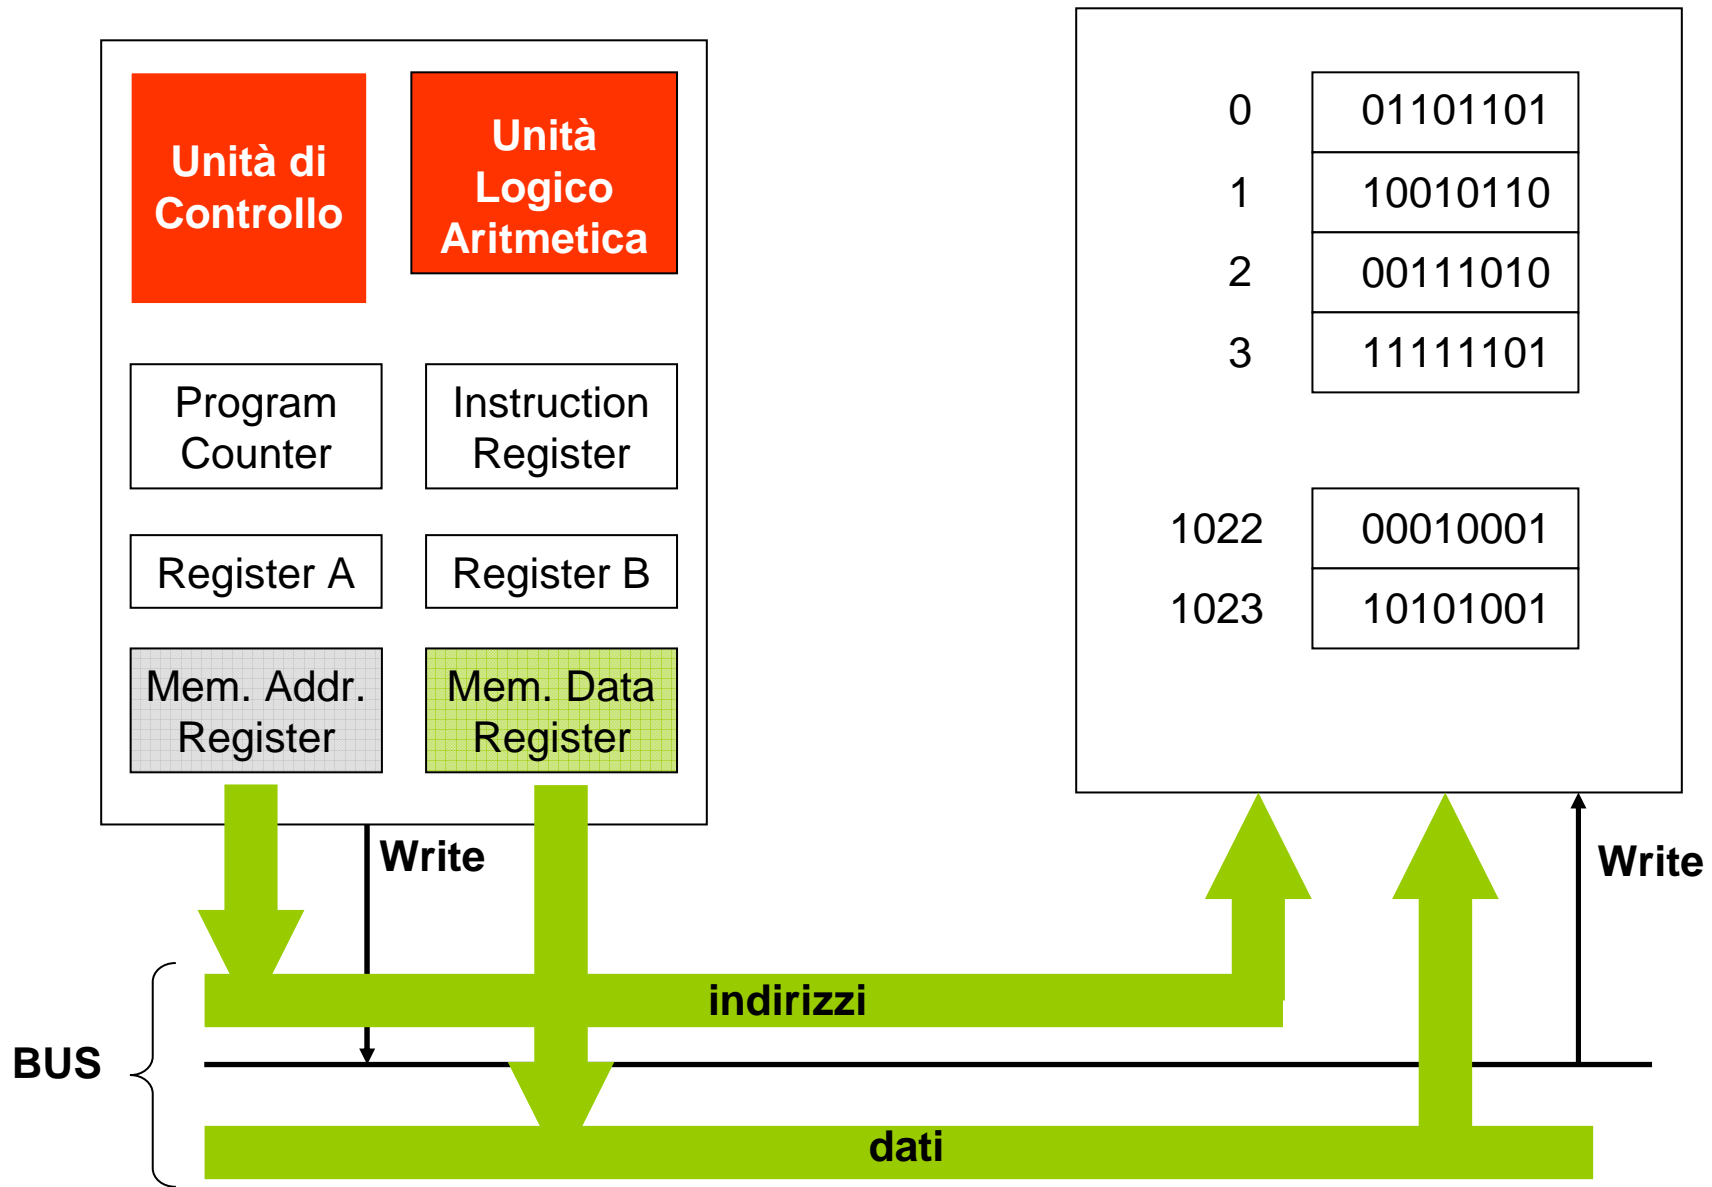 Unità di
Controllo
Unità
Logico
Aritmetica
Program
Counter
Instruction
Register
Register A
Register B
Mem. Addr.
Register
Mem. Data
Register
0 01101101
1 10010110
2 00111010
3 11111101
1022 00010001
1023 10101001
Write
Write
indirizzi
BUS
dati